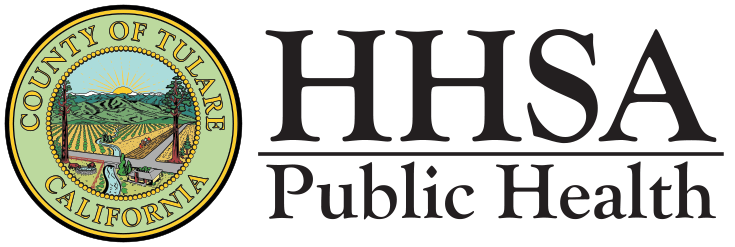 COUNTY OF TULARE
CALIFORNIA
HHSA
Public Health